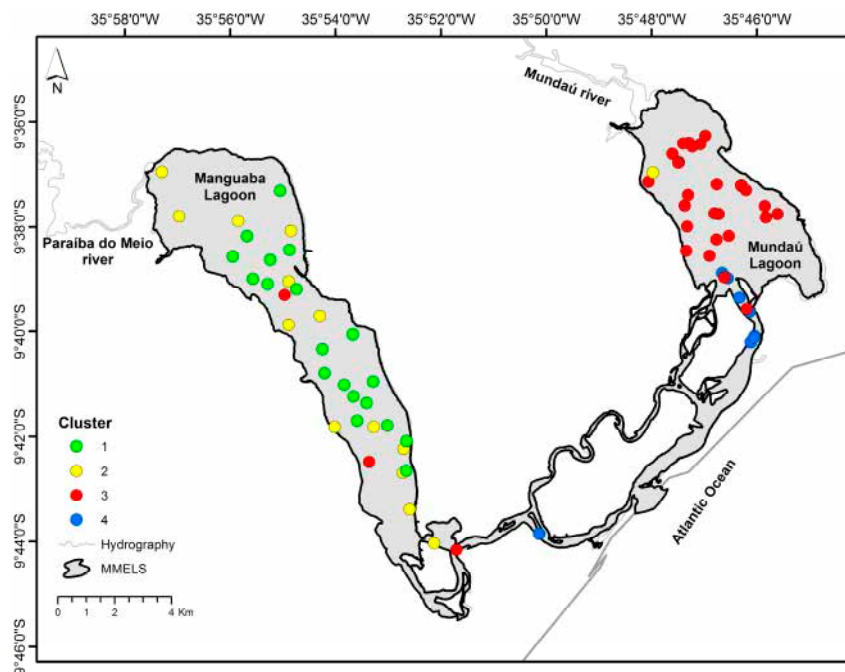 35°58'0"W 35°56'0"W 35°54'0"W 35°52'0"W 35°50'0"W 35°48'0"W 35°46'0"W
N
9°36'0"S
9°38'0"S
9°40'0"S
9°42'0"S
9°44'0"S
9°46'0"S
Mundaú river
Manguaba
Lagoon
Paraíba do Meio
river
Mundaú
Lagoon
Atlantic Ocean
Cluster
1
2
3
4
Hydrography
MMELS
0 1 2 4 Km